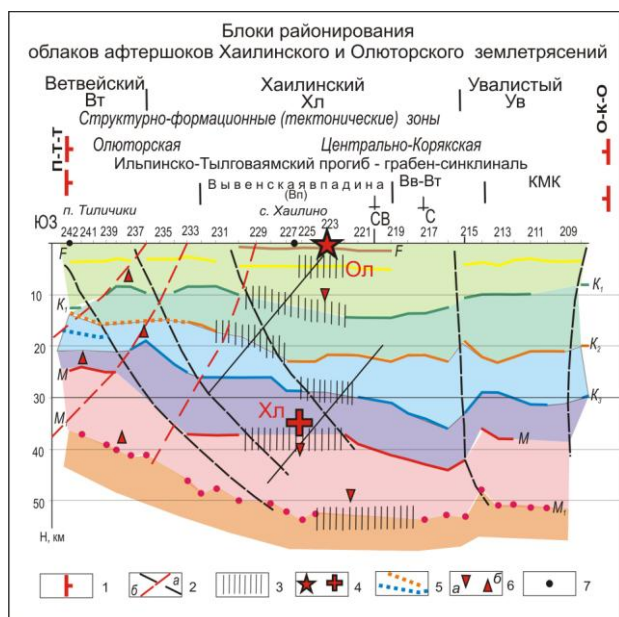 Блоки районирования
облаков афтершоков Хаилинского и Олюторского землетрясений
Ветвейский Хаилинский Увалистый
Вт Хл Ув
Структурно-формационные (тектонические) зоны
П-Т-Т Олюторская Центрально-Корякская О-К-О
Ильпинско-Тылговаямский прогиб - грабен-синклиналь
Вывенская впадина Вв-Вт КМК
(Вп)
п. Тиличики с. Хаилино СВ С
ЮЗ 242 241 239 237 235 233 231 229 227 225 223 221 219 217 215 213 211 209
F F
Ол
10 K₁ K₁
20 K₂
30 M K₃
Хл
40 M M
50 M₁
Н, км
1 б а 2 3 4 5 а б 6 7